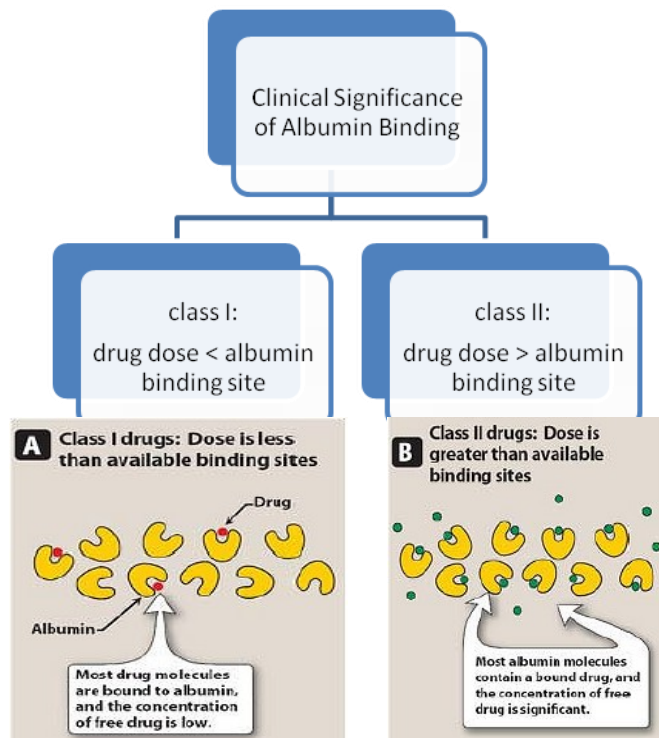 Clinical Significance
of Albumin Binding
class I:
drug dose < albumin
binding site
class II:
drug dose > albumin
binding site
A
Class I drugs: Dose is less
than available binding sites
Drug
Albumin
Most drug molecules
are bound to albumin,
and the concentration
of free drug is low.
B
Class II drugs: Dose is
greater than available
binding sites
Most albumin molecules
contain a bound drug, and
the concentration of free
drug is significant.